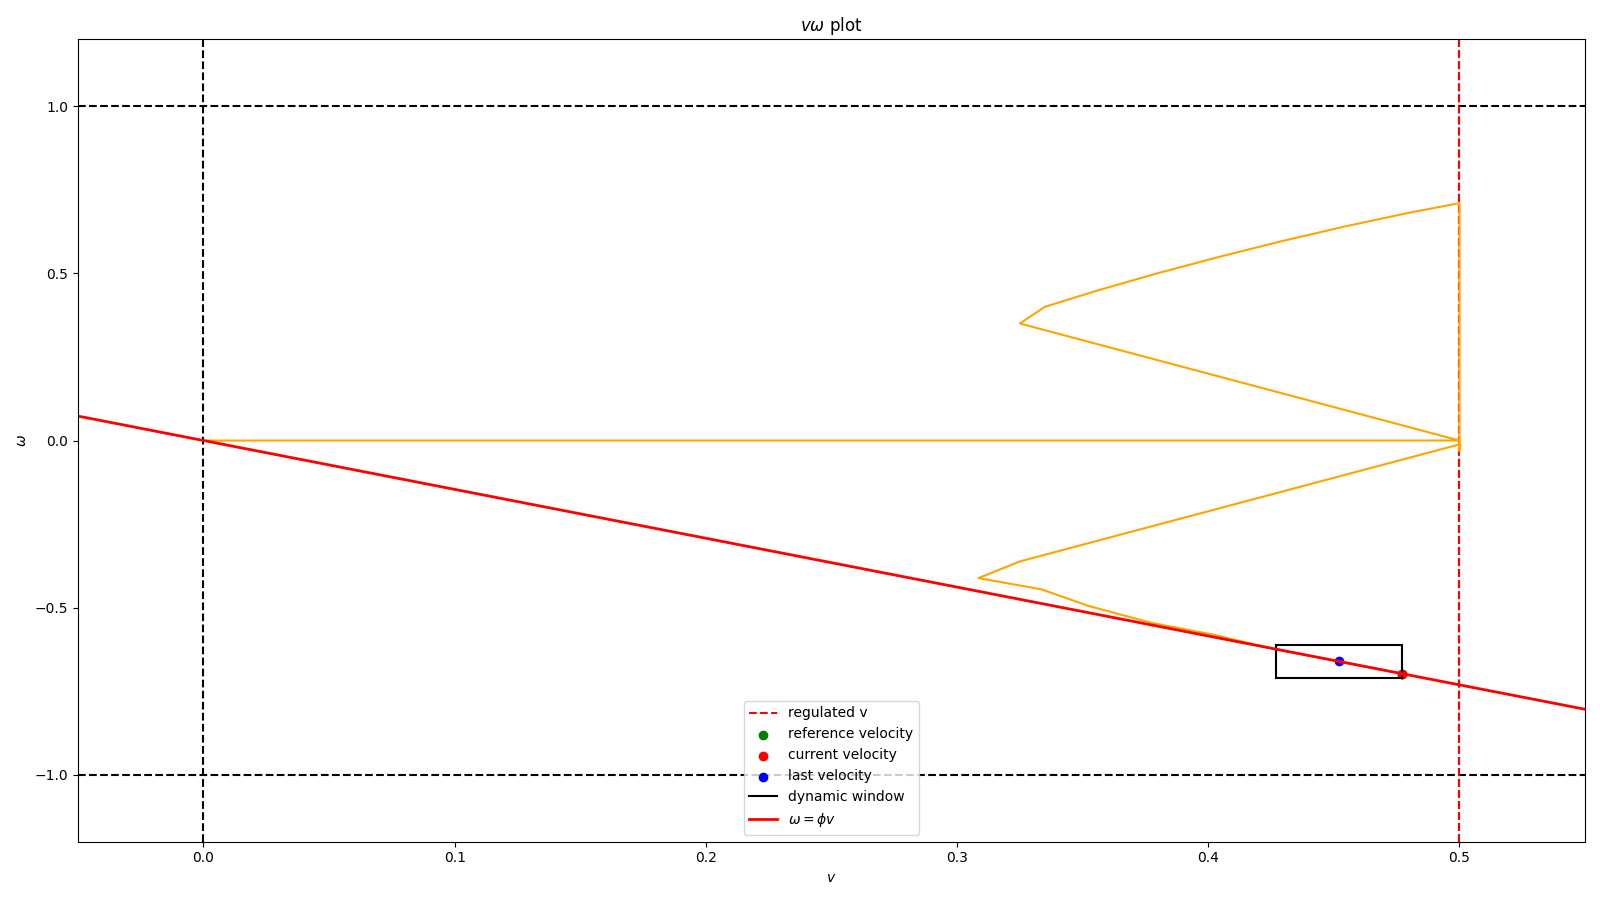 vω plot
1.0
0.5
0.0
−0.5
−1.0
ω
0.0 0.1 0.2 0.3 0.4 0.5
v
regulated v
reference velocity
current velocity
last velocity
dynamic window
ω = ϕv